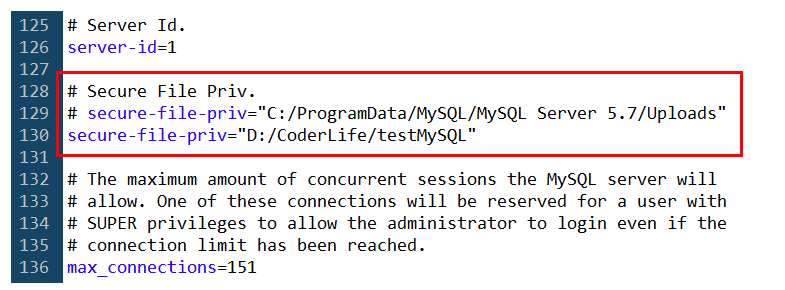 125 # Server Id.
126 server-id=1
127
128 # Secure File Priv.
129 # secure-file-priv="C:/ProgramData/MySQL/MySQL Server 5.7/Uploads"
130 secure-file-priv="D:/CoderLife/testMySQL"
131
132 # The maximum amount of concurrent sessions the MySQL server will
133 # allow. One of these connections will be reserved for a user with
134 # SUPER privileges to allow the administrator to login even if the
135 # connection limit has been reached.
136 max_connections=151